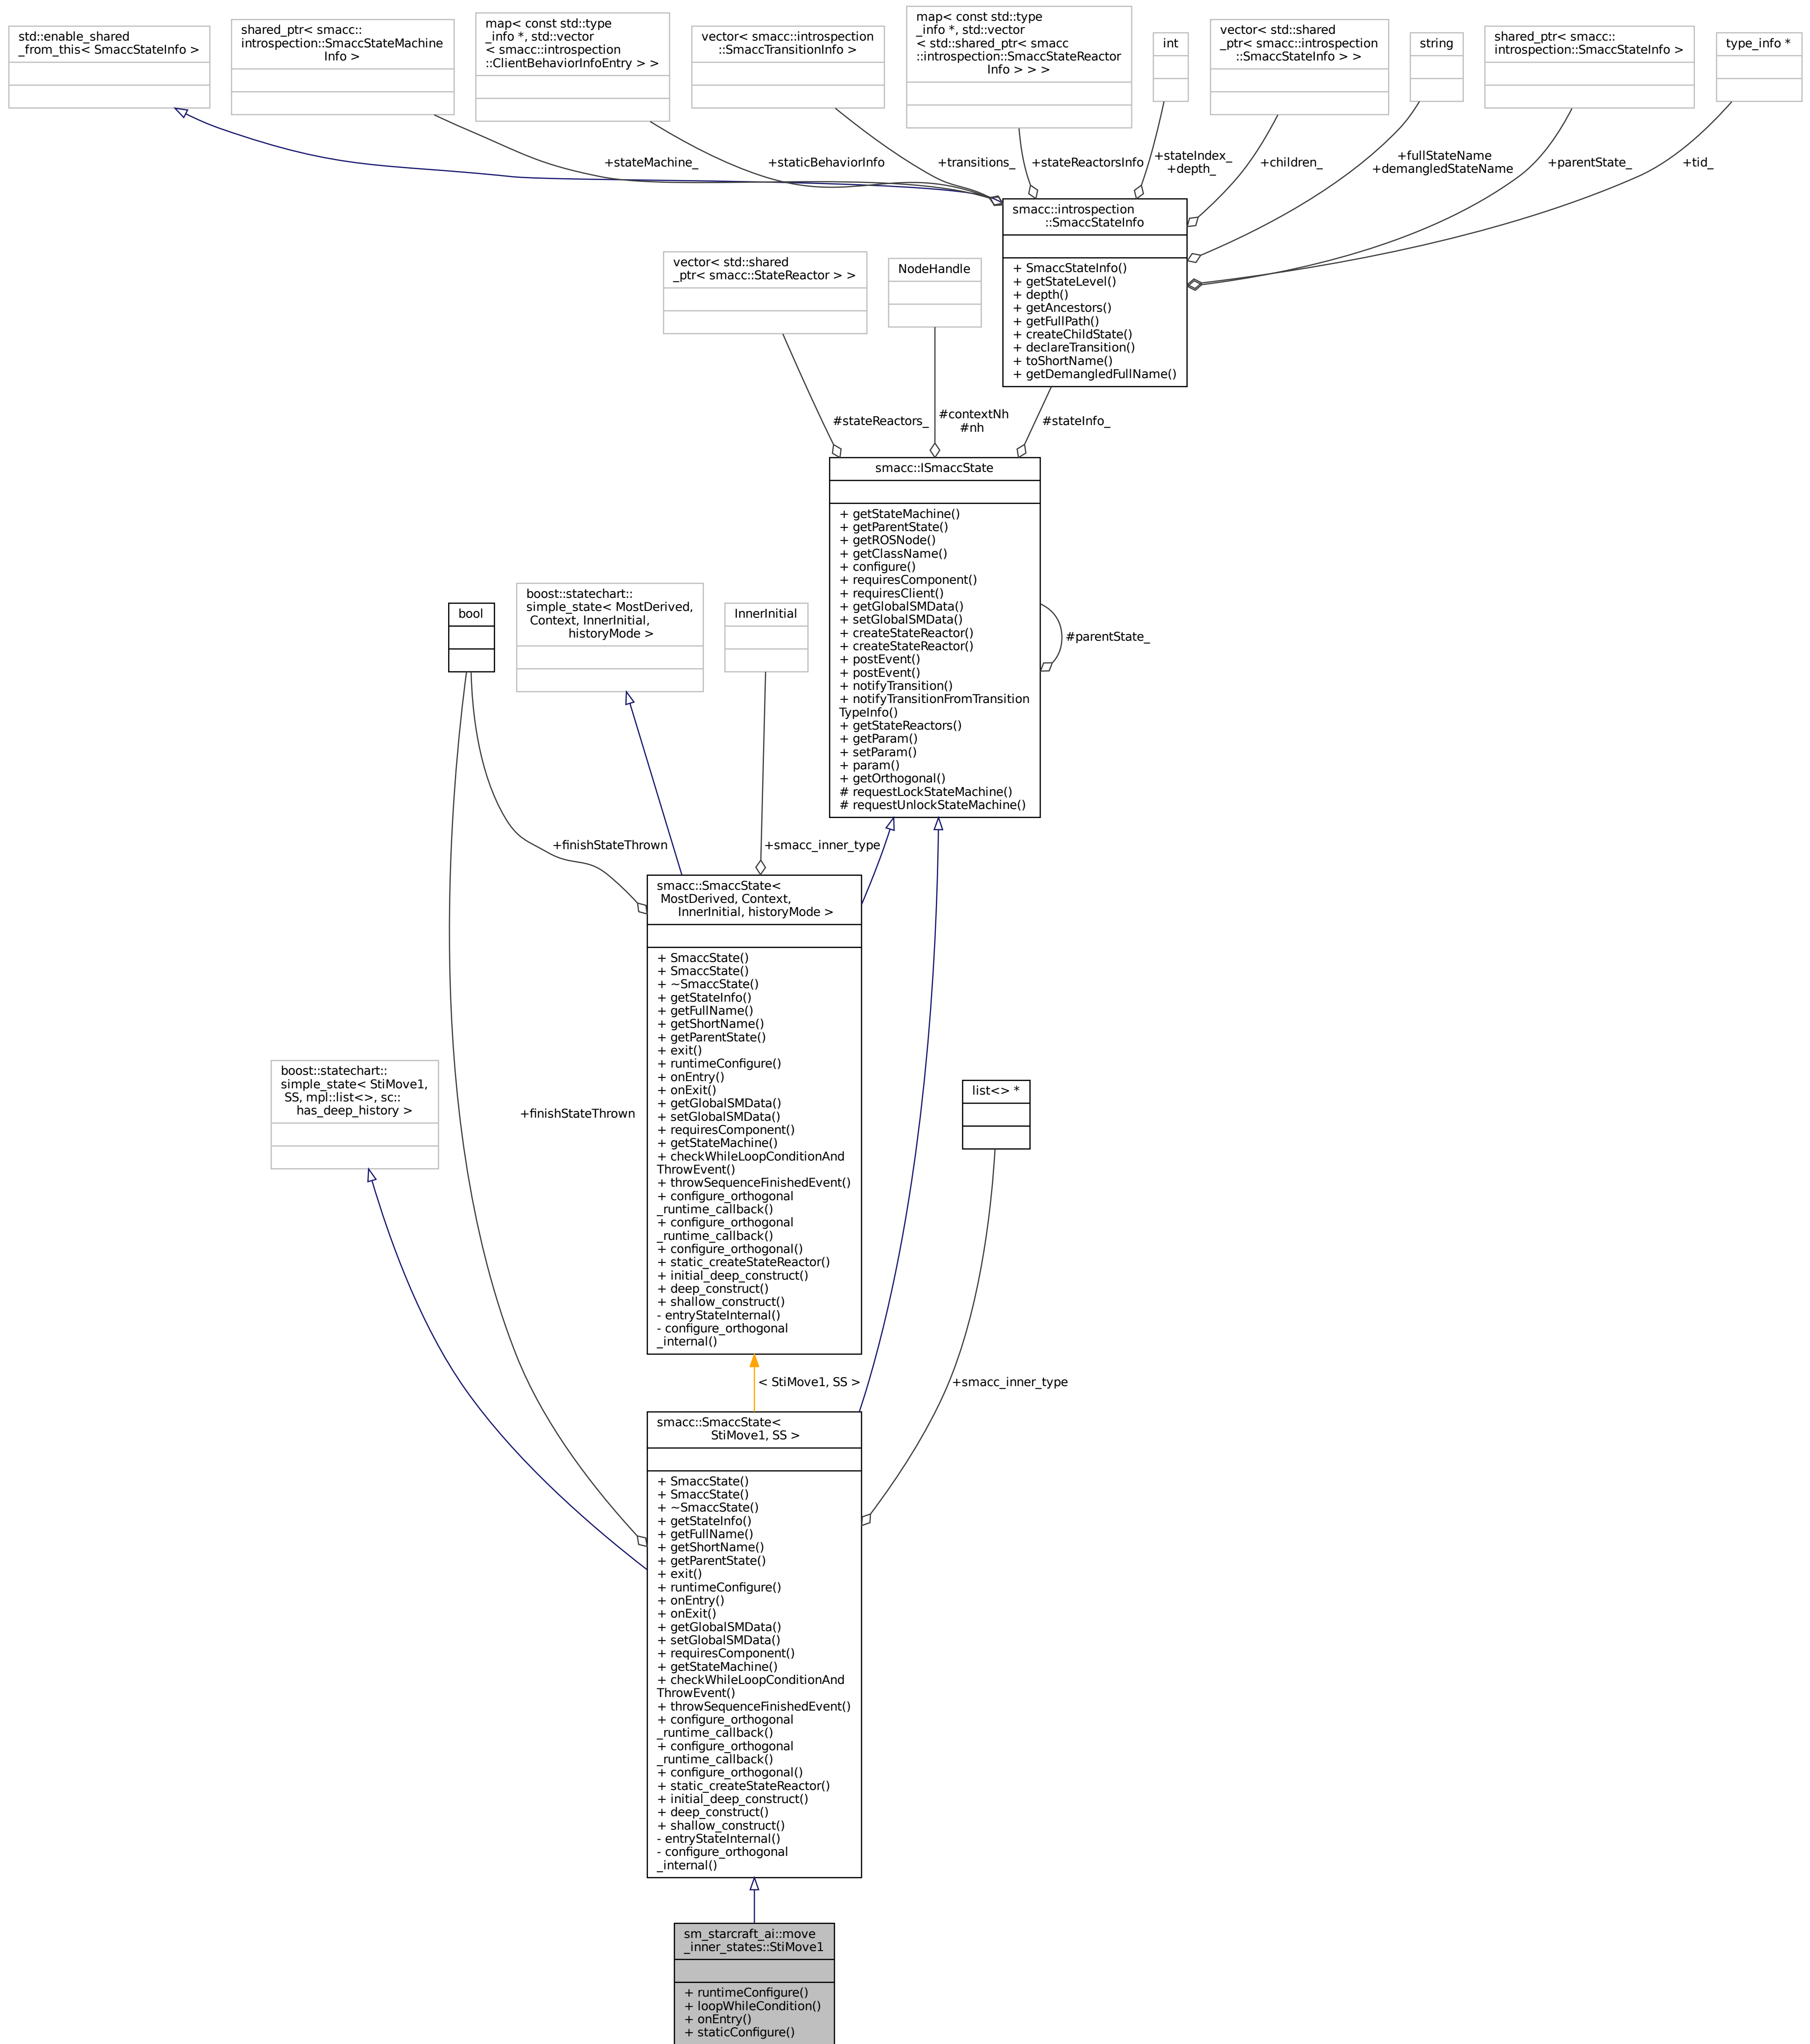 std::enable_shared
_from_this< SmaccStateInfo >
shared_ptr< smacc::
introspection::SmaccStateMachine
Info >
map< const std::type
_info *, std::vector
< smacc::introspection
::ClientBehaviorInfoEntry > >
vector< smacc::introspection
::SmaccTransitionInfo >
map< const std::type
_info *, std::vector
< std::shared_ptr< smacc
::introspection::SmaccStateReactor
Info > > >
int
vector< std::shared
_ptr< smacc::introspection
::SmaccStateInfo > >
string
shared_ptr< smacc::
introspection::SmaccStateInfo >
type_info *
+stateMachine_
+staticBehaviorInfo
+transitions_
+stateReactorsInfo
+stateIndex_
+depth_
+children_
+fullStateName
+demangledStateName
+parentState_
+tid_
smacc::introspection
::SmaccStateInfo
+ SmaccStateInfo()
+ getStateLevel()
+ depth()
+ getAncestors()
+ getFullPath()
+ createChildState()
+ declareTransition()
+ toShortName()
+ getDemangledFullName()
vector< std::shared
_ptr< smacc::StateReactor > >
NodeHandle
#stateReactors_
#contextNh
#nh
#stateInfo_
smacc::ISmaccState
+ getStateMachine()
+ getParentState()
+ getROSNode()
+ getClassName()
+ configure()
+ requiresComponent()
+ requiresClient()
+ getGlobalSMData()
+ setGlobalSMData()
+ createStateReactor()
+ createStateReactor()
+ postEvent()
+ postEvent()
+ notifyTransition()
+ notifyTransitionFromTransition
TypeInfo()
+ getStateReactors()
+ getParam()
+ setParam()
+ param()
+ getOrthogonal()
# requestLockStateMachine()
# requestUnlockStateMachine()
#parentState_
bool
boost::statechart::
simple_state< MostDerived,
Context, InnerInitial,
historyMode >
InnerInitial
+finishStateThrown
+smacc_inner_type
smacc::SmaccState<
MostDerived, Context,
InnerInitial, historyMode >
+ SmaccState()
+ SmaccState()
+ ~SmaccState()
+ getStateInfo()
+ getFullName()
+ getShortName()
+ getParentState()
+ exit()
+ runtimeConfigure()
+ onEntry()
+ onExit()
+ getGlobalSMData()
+ setGlobalSMData()
+ requiresComponent()
+ getStateMachine()
+ checkWhileLoopConditionAnd
ThrowEvent()
+ throwSequenceFinishedEvent()
+ configure_orthogonal
_runtime_callback()
+ configure_orthogonal
_runtime_callback()
+ configure_orthogonal()
+ static_createStateReactor()
+ initial_deep_construct()
+ deep_construct()
+ shallow_construct()
- entryStateInternal()
- configure_orthogonal
_internal()
boost::statechart::
simple_state< StiMove1,
SS, mpl::list<>, sc::
has_deep_history >
+finishStateThrown
list<> *
< StiMove1, SS >
+smacc_inner_type
smacc::SmaccState<
StiMove1, SS >
+ SmaccState()
+ SmaccState()
+ ~SmaccState()
+ getStateInfo()
+ getFullName()
+ getShortName()
+ getParentState()
+ exit()
+ runtimeConfigure()
+ onEntry()
+ onExit()
+ getGlobalSMData()
+ setGlobalSMData()
+ requiresComponent()
+ getStateMachine()
+ checkWhileLoopConditionAnd
ThrowEvent()
+ throwSequenceFinishedEvent()
+ configure_orthogonal
_runtime_callback()
+ configure_orthogonal
_runtime_callback()
+ configure_orthogonal()
+ static_createStateReactor()
+ initial_deep_construct()
+ deep_construct()
+ shallow_construct()
- entryStateInternal()
- configure_orthogonal
_internal()
sm_starcraft_ai::move
_inner_states::StiMove1
+ runtimeConfigure()
+ loopWhileCondition()
+ onEntry()
+ staticConfigure()